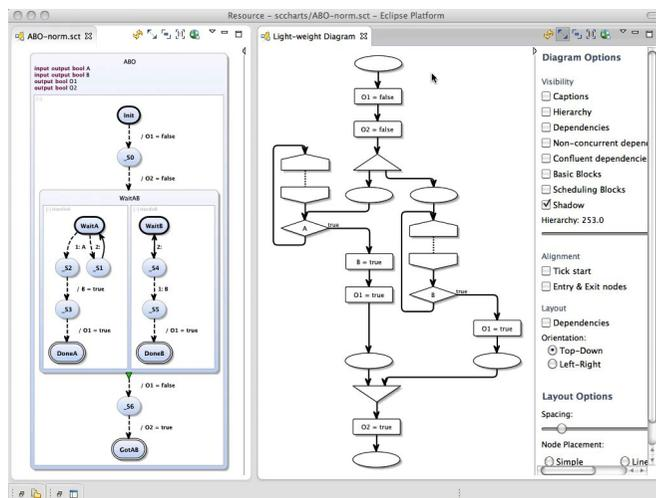 Resource - sccharts/ABO-norm.sct - Eclipse Platform
ABO-norm.sct
ABO
input output bool A
input output bool B
output bool O1
output bool O2
Init
/ O1 = false
_S0
/ O2 = false
WaitAB
WaitA
WaitB
1: A
2:
2:
_S2
_S1
_S4
/ B = true
1: B
_S3
_S5
/ O1 = true
/ O1 = true
DoneA
DoneB
/ O1 = false
_S6
/ O2 = true
GotAB
Light-weight Diagram
O1 = false
O2 = false
A
true
B = true
O1 = true
B
true
O1 = true
O2 = true
Diagram Options
Visibility
Captions
Hierarchy
Dependencies
Non-concurrent depen
Confluent dependencie
Basic Blocks
Scheduling Blocks
Shadow
Hierarchy: 253.0
Alignment
Tick start
Entry & Exit nodes
Layout
Dependencies
Orientation:
Top-Down
Left-Right
Layout Options
Spacing:
Node Placement:
Simple
Line